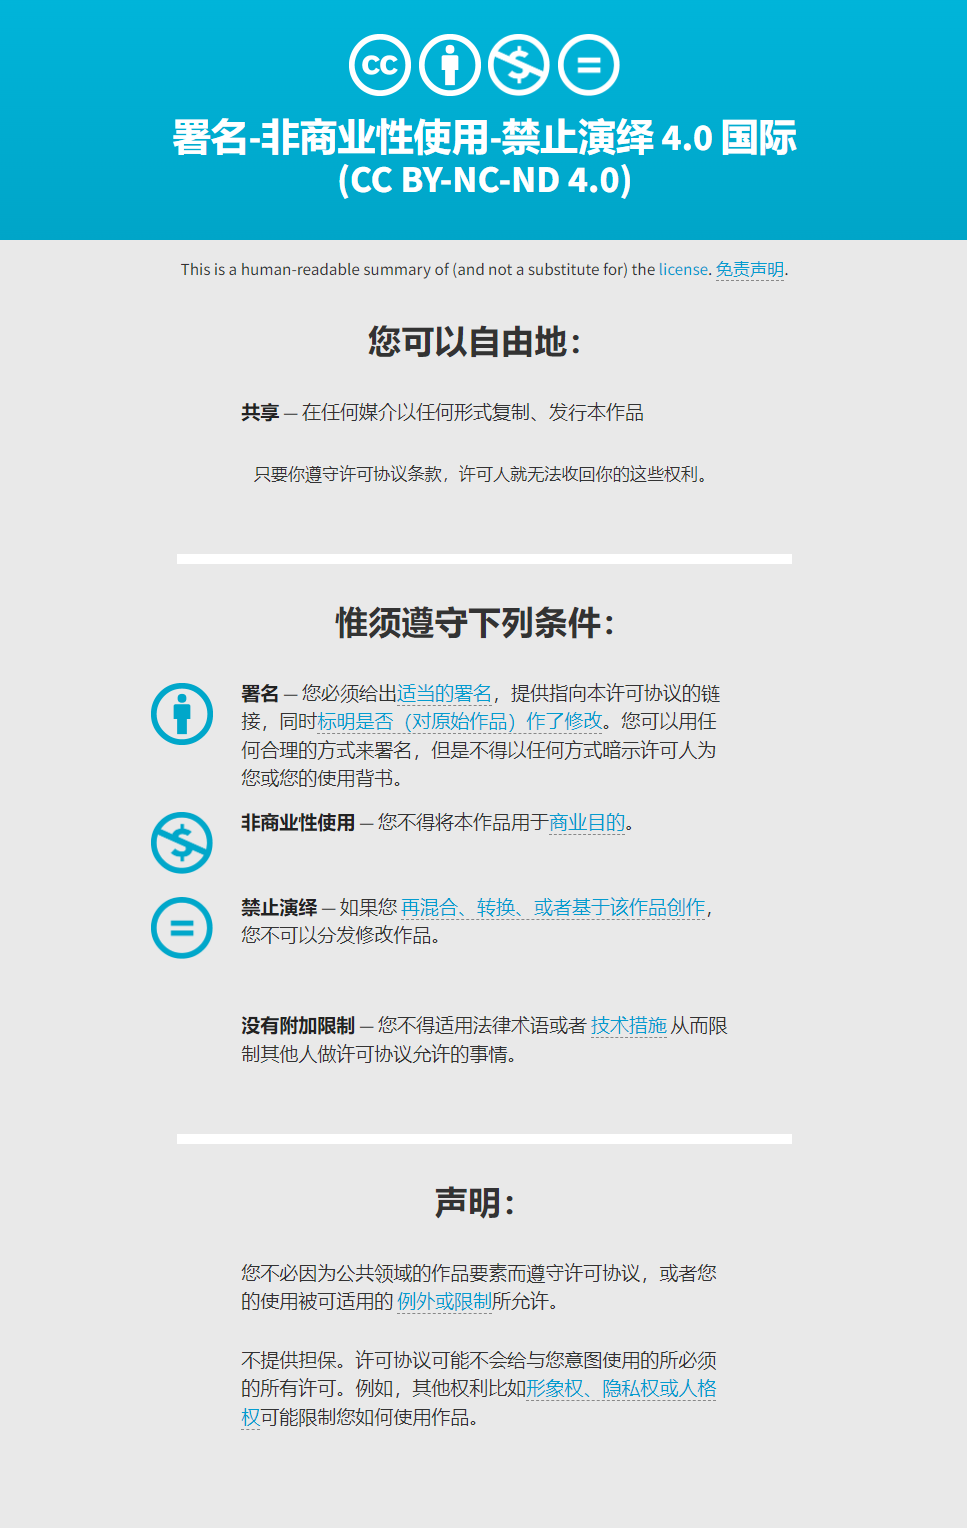 CC
署名-非商业性使用-禁止演绎 4.0 国际
(CC BY-NC-ND 4.0)
This is a human-readable summary of (and not a substitute for) the license. 免责声明.
您可以自由地：
共享 — 在任何媒介以任何形式复制、发行本作品
只要你遵守许可协议条款，许可人就无法收回你的这些权利。
惟须遵守下列条件：
署名 — 您必须给出适当的署名，提供指向本许可协议的链
接，同时标明是否（对原始作品）作了修改。您可以用任
何合理的方式来署名，但是不得以任何方式暗示许可人为
您或您的使用背书。
非商业性使用 — 您不得将本作品用于商业目的。
禁止演绎 — 如果您 再混合、转换、或者基于该作品创作，
您不可以分发修改作品。
没有附加限制 — 您不得适用法律术语或者 技术措施 从而限
制其他人做许可协议允许的事情。
声明：
您不必因为公共领域的作品要素而遵守许可协议，或者您
的使用被可适用的 例外或限制所允许。
不提供担保。许可协议可能不会给与您意图使用的所必须
的所有许可。例如，其他权利比如形象权、隐私权或人格
权可能限制您如何使用作品。